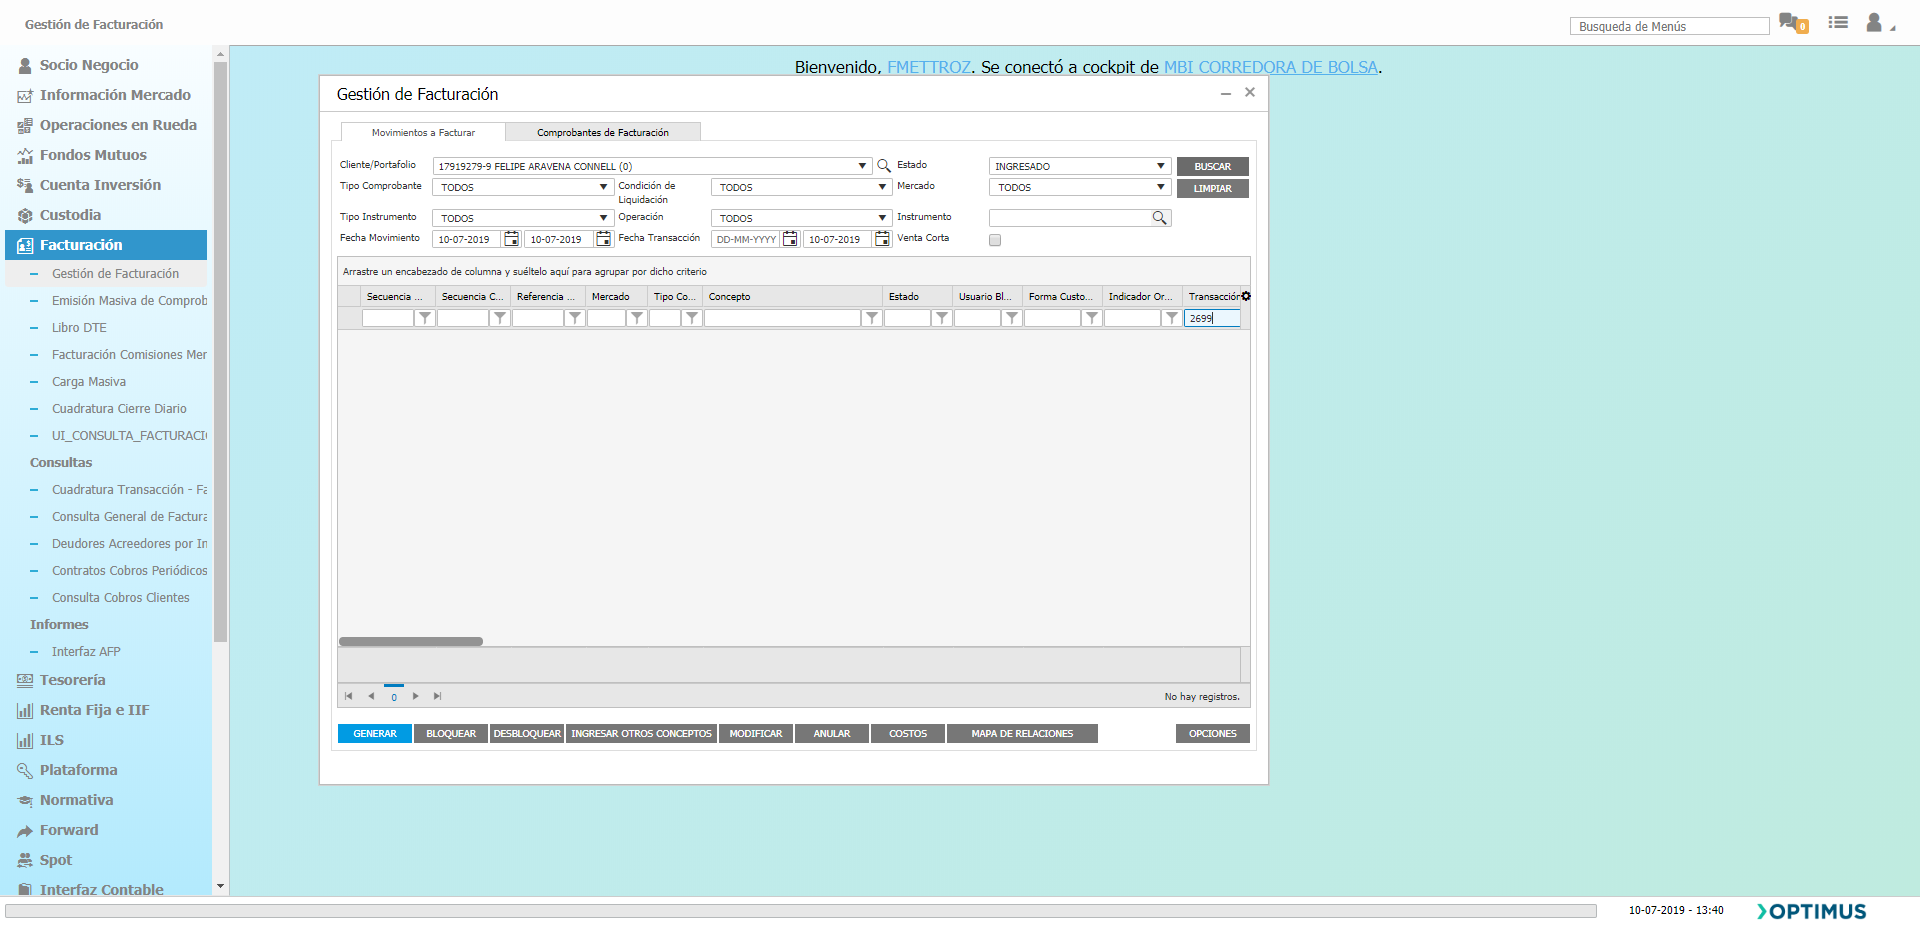 Gestión de Facturación
Busqueda de Menús
0
Socio Negocio
Información Mercado
Operaciones en Rueda
Fondos Mutuos
Cuenta Inversión
Custodia
Facturación
Gestión de Facturación
Emisión Masiva de Comprob
Libro DTE
Facturación Comisiones Mer
Carga Masiva
Cuadratura Cierre Diario
UI_CONSULTA_FACTURACI
Consultas
Cuadratura Transacción - Fa
Consulta General de Factura
Deudores Acreedores por In
Contratos Cobros Periódicos
Consulta Cobros Clientes
Informes
Interfaz AFP
Tesorería
Renta Fija e IIF
ILS
Plataforma
Normativa
Forward
Spot
Interfaz Contable
Bienvenido, FMETTROZ. Se conectó a cockpit de MBI CORREDORA DE BOLSA.
Gestión de Facturación
Movimientos a Facturar
Comprobantes de Facturación
Cliente/Portafolio 17919279-9 FELIPE ARAVENA CONNELL (0) Estado INGRESADO BUSCAR
Tipo Comprobante TODOS Condición de Liquidación TODOS Mercado TODOS LIMPIAR
Tipo Instrumento TODOS Operación TODOS Instrumento
Fecha Movimiento 10-07-2019 10-07-2019 Fecha Transacción DD-MM-YYYY 10-07-2019 Venta Corta
Arrastre un encabezado de columna y suéltelo aquí para agrupar por dicho criterio
Secuencia ... Secuencia C... Referencia ... Mercado Tipo Co... Concepto Estado Usuario Bl... Forma Custo... Indicador Or... Transacción
2699
0
No hay registros.
GENERAR BLOQUEAR DESBLOQUEAR INGRESAR OTROS CONCEPTOS MODIFICAR ANULAR COSTOS MAPA DE RELACIONES OPCIONES
10-07-2019 - 13:40
OPTIMUS